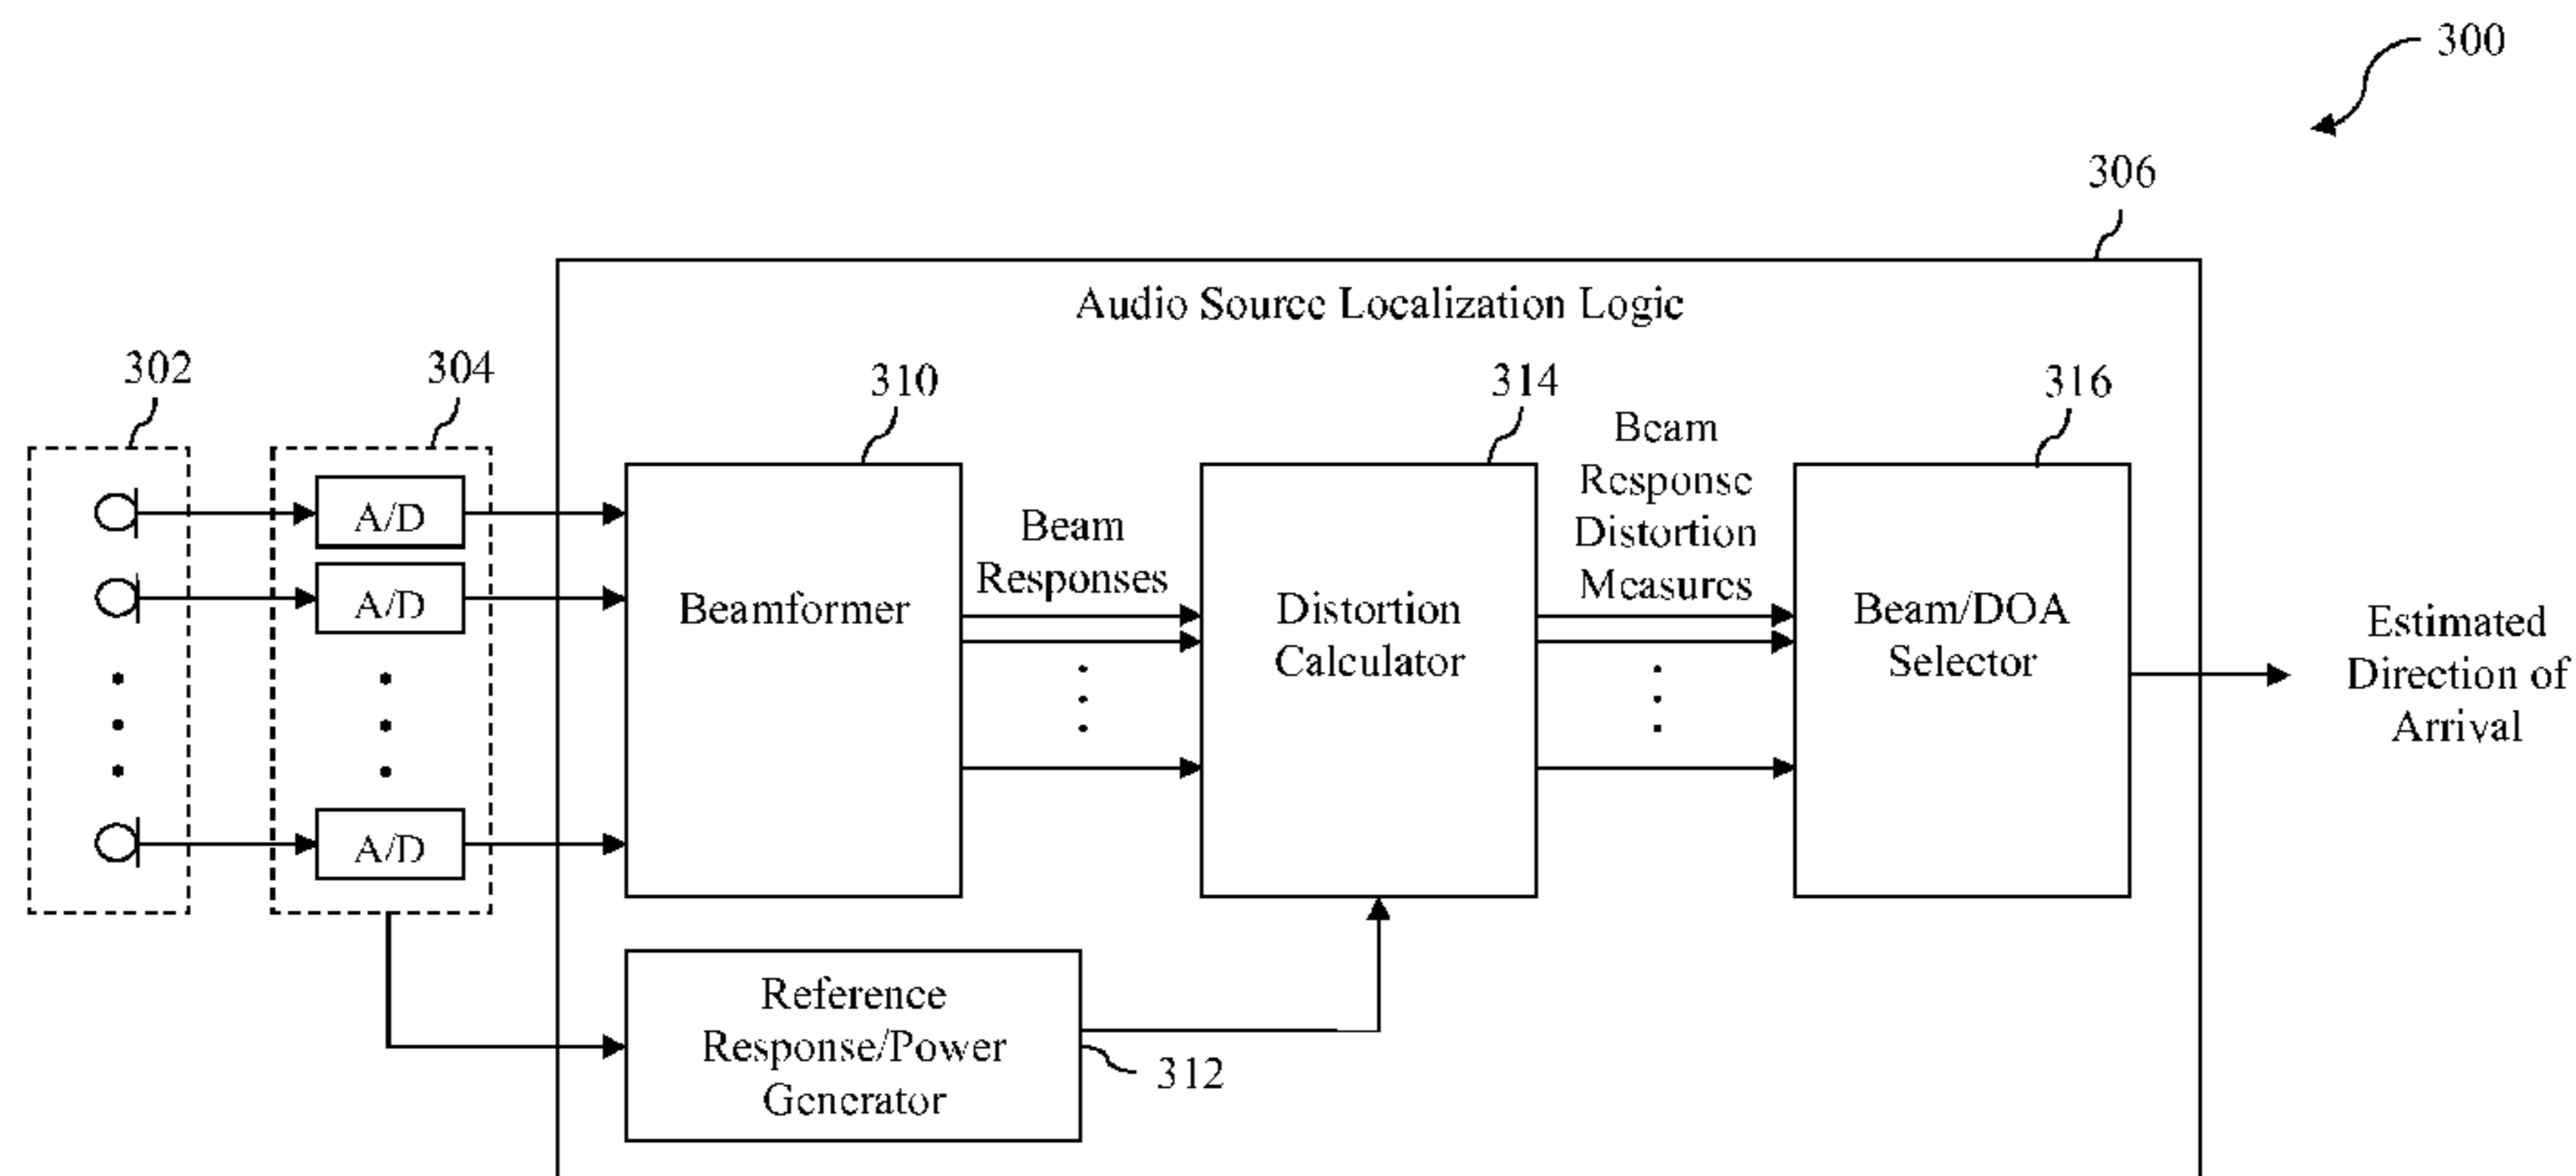 300
306
Audio Source Localization Logic
302
304
310
314
316
A/D
A/D
A/D
Beamformer
Beam
Responses
Distortion
Calculator
Beam
Response
Distortion
Measures
Beam/DOA
Selector
Estimated
Direction of
Arrival
Reference
Response/Power
Generator
312